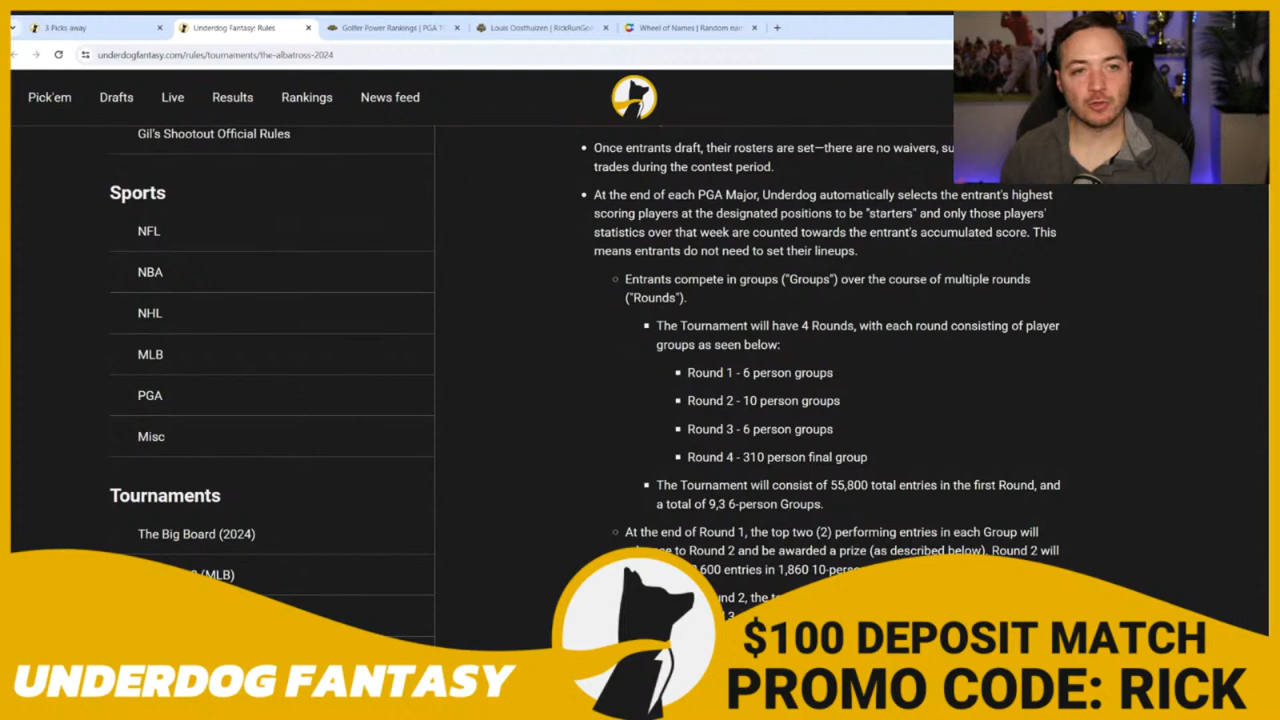 3 Picks away
Underdog Fantasy: Rules
Golfer Power Rankings | PGA
Louis Oosthuizen | RickRunGo
Wheel of Names | Random
underdogfantasy.com/rules/tournaments/the-albatross-2024
Pick'em Drafts Live Results Rankings News feed
Gil's Shootout Official Rules
Sports
NFL
NBA
NHL
MLB
PGA
Misc
Tournaments
The Big Board (2024)
(MLB)
• Once entrants draft, their rosters are set—there are no waivers,
trades during the contest period.
• At the end of each PGA Major, Underdog automatically selects the entrant's highest
scoring players at the designated positions to be "starters" and only those players'
statistics over that week are counted towards the entrant's accumulated score. This
means entrants do not need to set their lineups.
Entrants compete in groups ("Groups") over the course of multiple rounds
("Rounds").
The Tournament will have 4 Rounds, with each round consisting of player
groups as seen below:
Round 1 - 6 person groups
Round 2 - 10 person groups
Round 3 - 6 person groups
Round 4 - 310 person final group
The Tournament will consist of 55,800 total entries in the first Round, and
a total of 9,3 6-person Groups.
At the end of Round 1, the top two (2) performing entries in each Group will
to Round 2 and be awarded a prize (as described below). Round 2 will
600 entries in 1,860
2, the
UNDERDOG FANTASY
$100 DEPOSIT MATCH
PROMO CODE: RICK